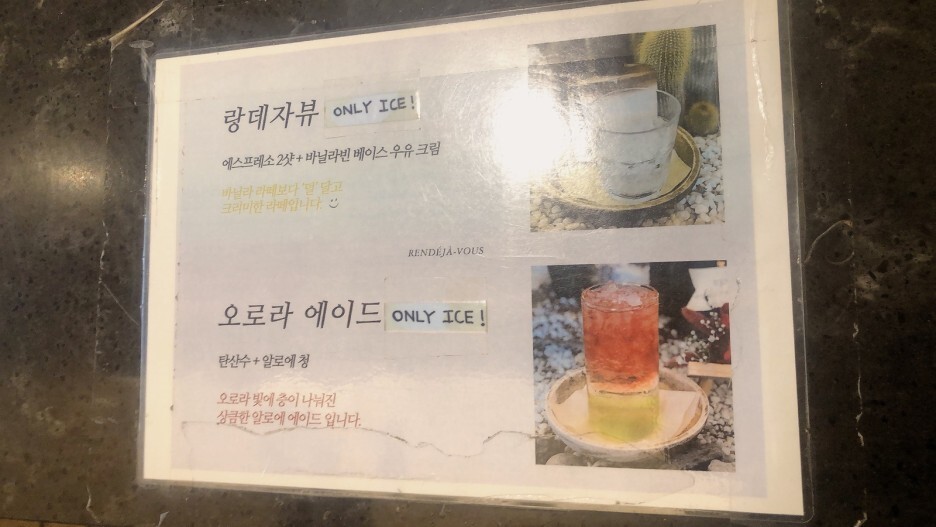 랑데자뷰 ONLY ICE!
에스프레소 2샷 + 바닐라빈 베이스 우유 크림
바닐라 라떼보다 '덜' 달고
크리미한 라떼입니다.
RENDÉJÀ-VOUS
오로라 에이드 ONLY ICE!
탄산수 + 알로에 청
오로라 빛에 층이 나눠진
상큼한 알로에 에이드 입니다.